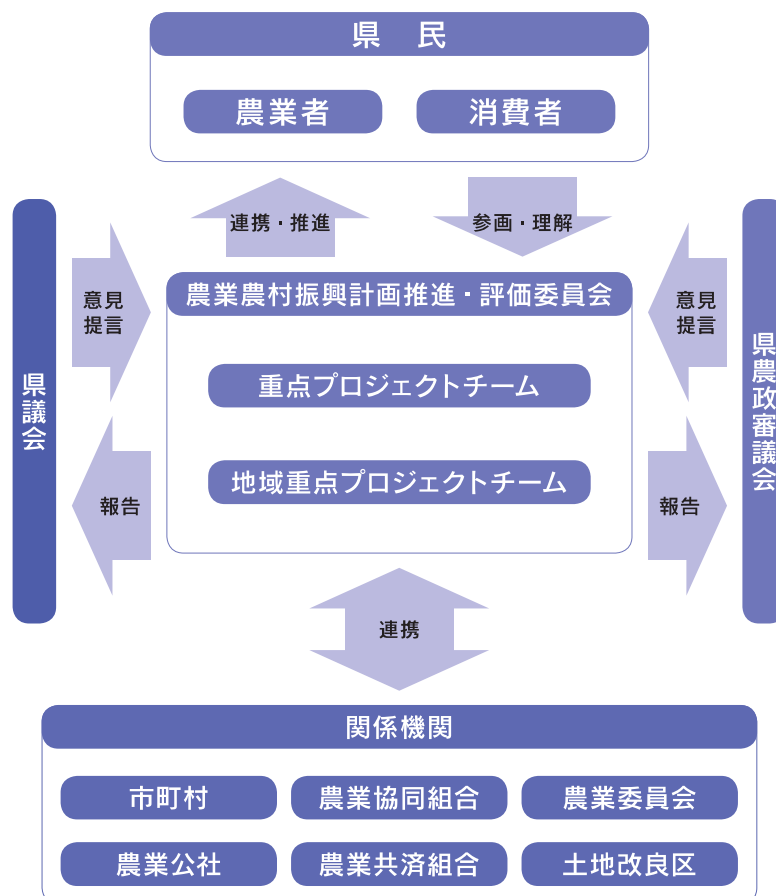 県　民
農業者
消費者
連携・推進
参画・理解
農業農村振興計画推進・評価委員会
重点プロジェクトチーム
地域重点プロジェクトチーム
県議会
意見
提言
報告
意見
提言
報告
県農政審議会
連携
関係機関
市町村
農業協同組合
農業委員会
農業公社
農業共済組合
土地改良区